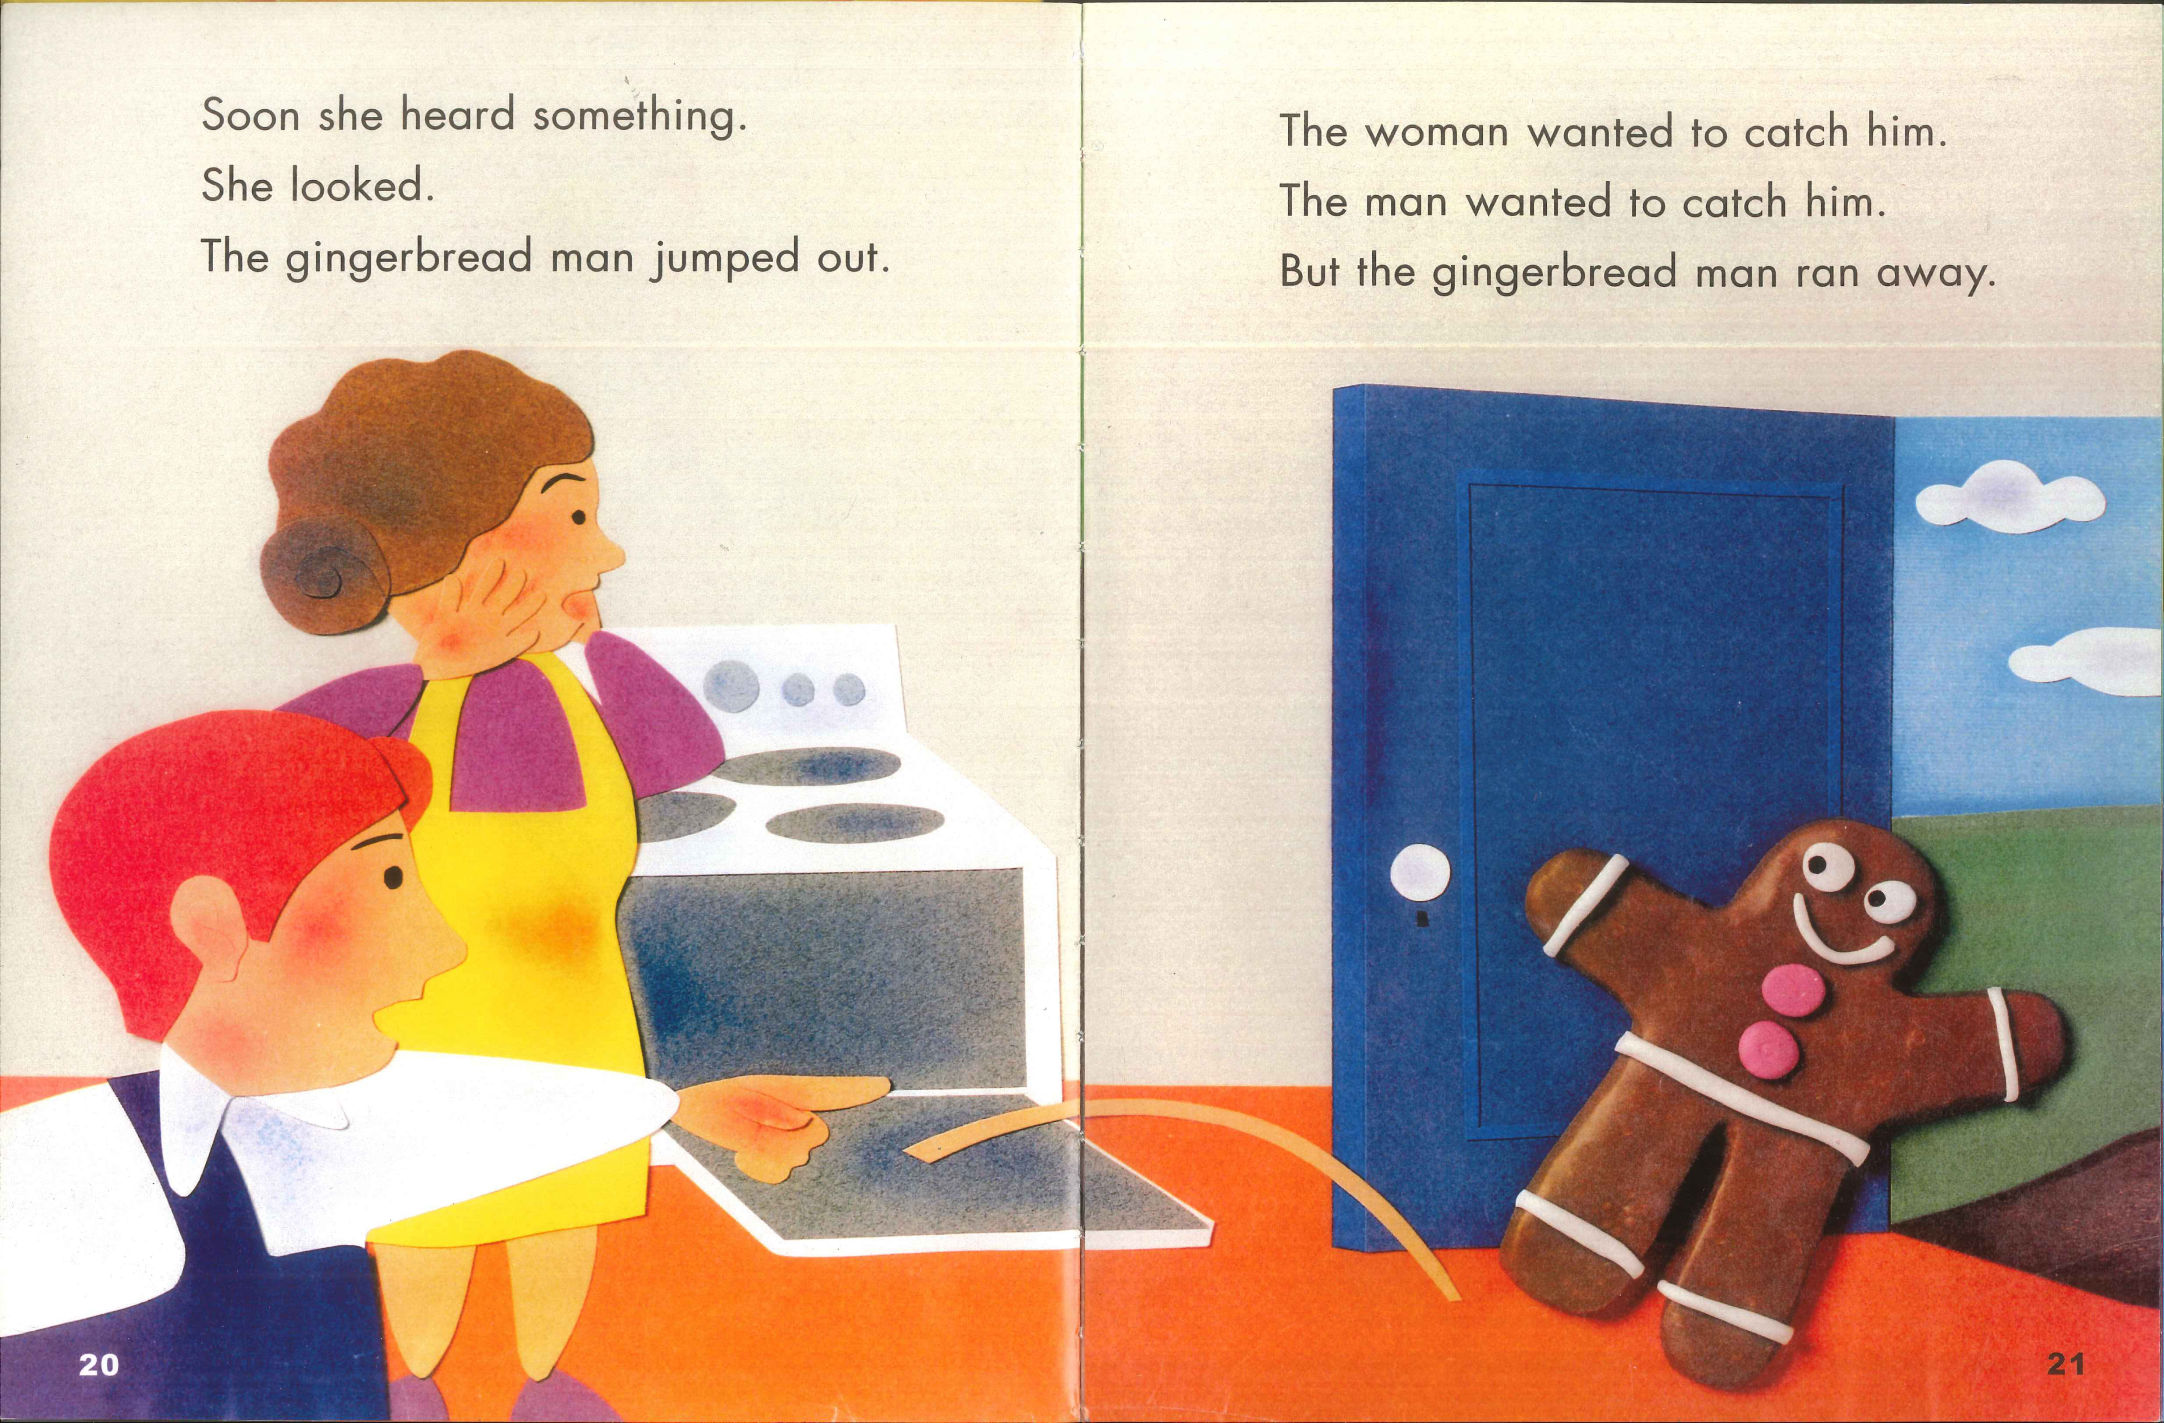 Soon she heard something.
She looked.
The gingerbread man jumped out.
20
The woman wanted to catch him.
The man wanted to catch him.
But the gingerbread man ran away.
21